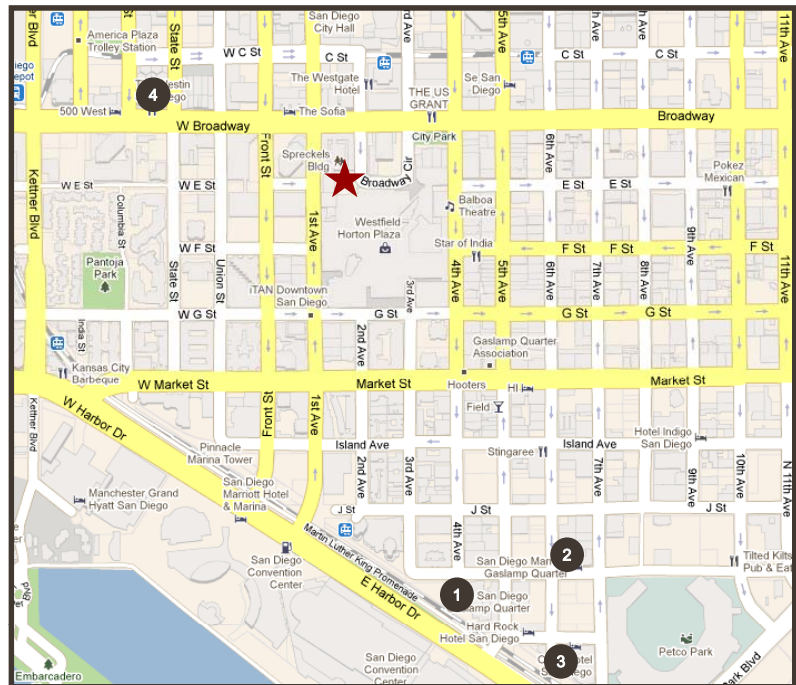 San Diego
City Hall
America Plaza
Trolley Station
W C St
C St
C St
C St
Kettner Blvd
State St
3rd Ave
5th Ave
11th Ave
The Westgate
Hotel
Se San
Diego
4
500 West
The Sofia
THE US
GRANT
W Broadway
Broadway
City Park
Front St
Spreckels
Bldg
Broadway Cir
6th Ave
Pokez
Mexican
W E St
E St
E St
Kettner Blvd
Columbia St
1st Ave
Westfield
Horton Plaza
Balboa
Theatre
Star of India
W F St
F St
F St
F St
9th Ave
Pantoja
Park
State St
Union St
iTAN Downtown
San Diego
3rd Ave
4th Ave
5th Ave
6th Ave
7th Ave
8th Ave
11th Ave
W G St
G St
G St
G St
India St
2nd Ave
Gaslamp Quarter
Association
Kansas City
Barbeque
W Market St
Market St
Hooters
HI
Market St
Kettner Blvd
W Harbor Dr
Front St
1st Ave
Field
Hotel Indigo
San Diego
Island Ave
Stingaree
Island Ave
Pinnacle
Marina Tower
2nd Ave
3rd Ave
7th Ave
9th Ave
10th Ave
N 11th Ave
Manchester Grand
Hyatt San Diego
San Diego
Marriott Hotel
& Marina
J St
J St
4th Ave
Martin Luther King Promenade
San Diego
Convention
Center
2
San Diego
Gaslamp Quarter
Tilted Kilts
Pub & Eat
E Harbor Dr
1
San Diego
Quarter
Hard Rock
Hotel San Diego
3
Petco Park
Park Blvd
San Diego
Convention
Center
Embarcadero